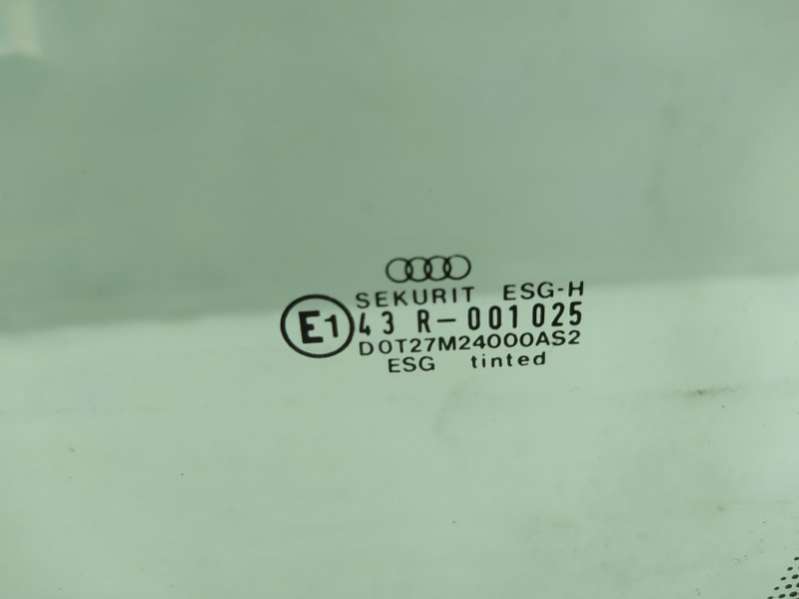 SEKURIT ESG-H
E1 43 R-001025
DOT27M24000AS2
ESG tinted